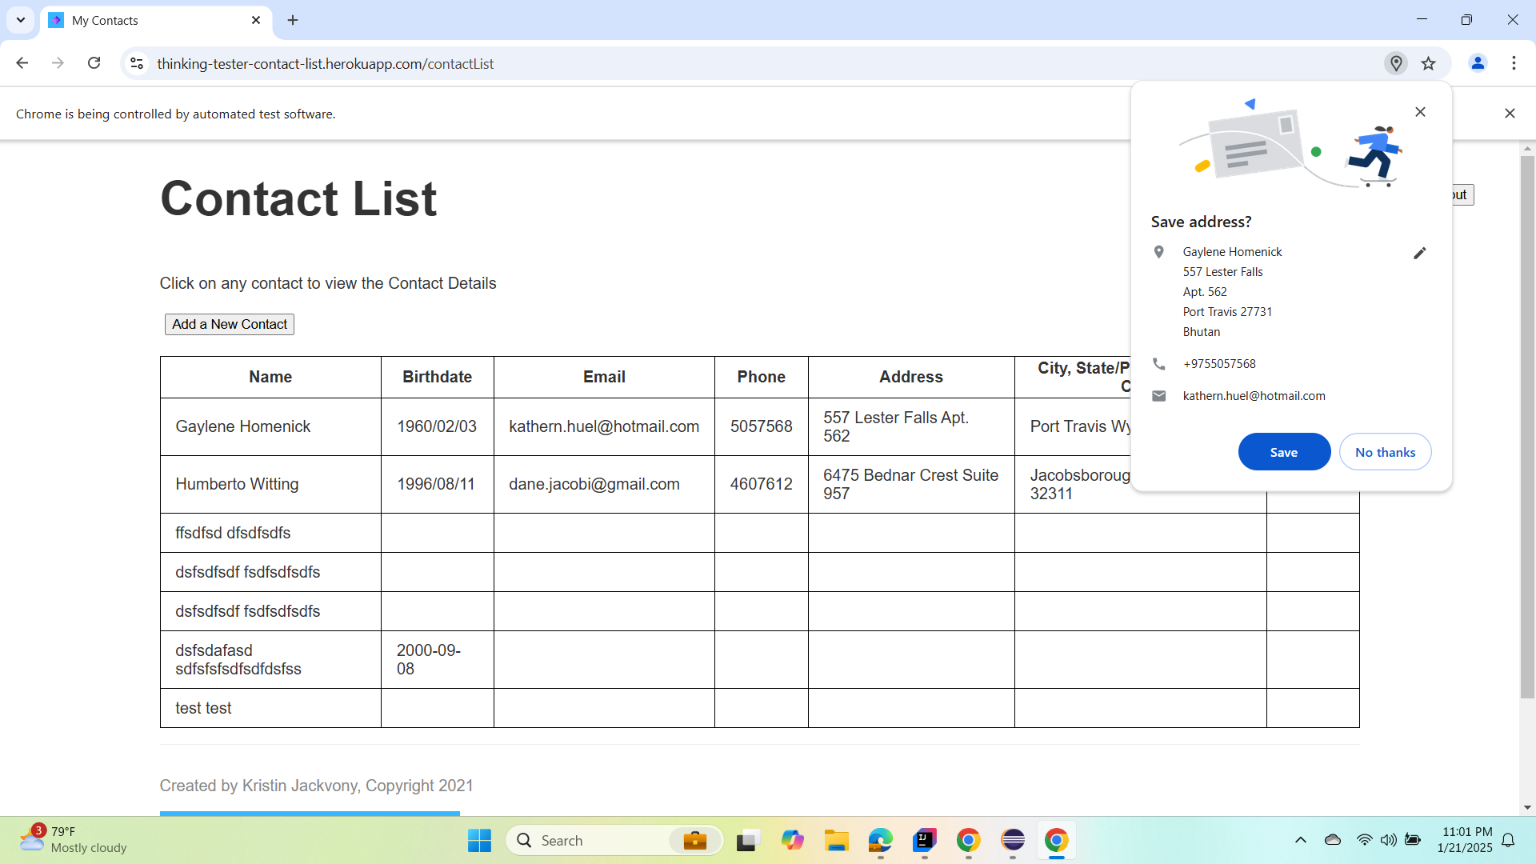 My Contacts
thinking-tester-contact-list.herokuapp.com/contactList
Chrome is being controlled by automated test software.
Contact List
out
Click on any contact to view the Contact Details
Add a New Contact
Name Birthdate Email Phone Address City, State/P
C
Gaylene Homenick 1960/02/03 kathern.huel@hotmail.com 5057568 557 Lester Falls Apt.
562 Port Travis Wy
Humberto Witting 1996/08/11 dane.jacobi@gmail.com 4607612 6475 Bednar Crest Suite
957 Jacobsboroug
32311
ffsdfsd dfsdfsdfs
dsfsdfsdf fsdfsdfsdfs
dsfsdfsdf fsdfsdfsdfs
dsfsdafasd
sdfsfsfsdfsdfdsfss 2000-09-
08
test test
Created by Kristin Jackvony, Copyright 2021
Save address?
Gaylene Homenick
557 Lester Falls
Apt. 562
Port Travis 27731
Bhutan
+9755057568
kathern.huel@hotmail.com
Save No thanks
3
79°F
Mostly cloudy
Search
11:01 PM
1/21/2025